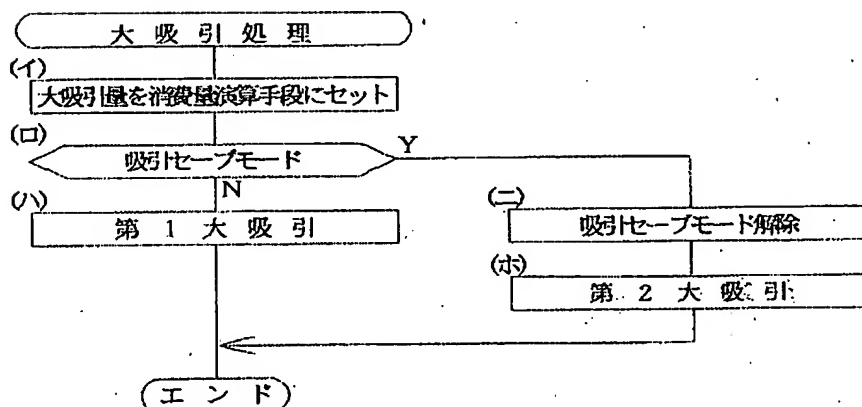 大吸引処理
(イ)
大吸引量を消費量演算手段にセット
(ロ)
吸引セーブモード
Y
N
(ハ)
第1大吸引
(ニ)
吸引セーブモード解除
(ホ)
第2大吸引
エンド